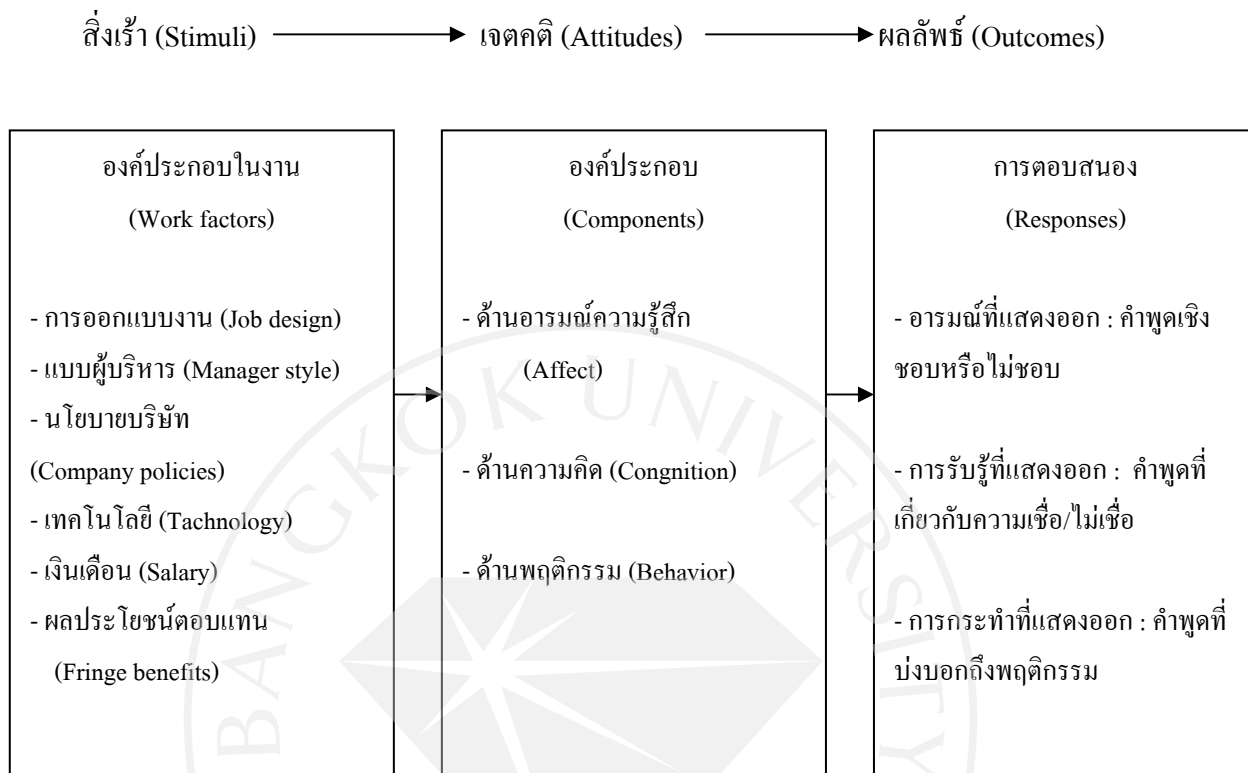 สิ่งเร้า (Stimuli) เจตคติ (Attitudes) ผลลัพธ์ (Outcomes)
องค์ประกอบในงาน
(Work factors)
- การออกแบบงาน (Job design)
- แบบผู้บริหาร (Manager style)
- นโยบายบริษัท
(Company policies)
- เทคโนโลยี (Tachnology)
- เงินเดือน (Salary)
- ผลประโยชน์ตอบแทน
(Fringe benefits)
องค์ประกอบ
(Components)
- ด้านอารมณ์ความรู้สึก
(Affect)
- ด้านความคิด (Congnition)
- ด้านพฤติกรรม (Behavior)
การตอบสนอง
(Responses)
- อารมณ์ที่แสดงออก : คำพูดเชิง
ชอบหรือไม่ชอบ
- การรับรู้ที่แสดงออก : คำพูดที่
เกี่ยวกับความเชื่อ/ไม่เชื่อ
- การกระทำที่แสดงออก : คำพูดที่
บ่งบอกถึงพฤติกรรม
BANGKOK UNIVERSITY